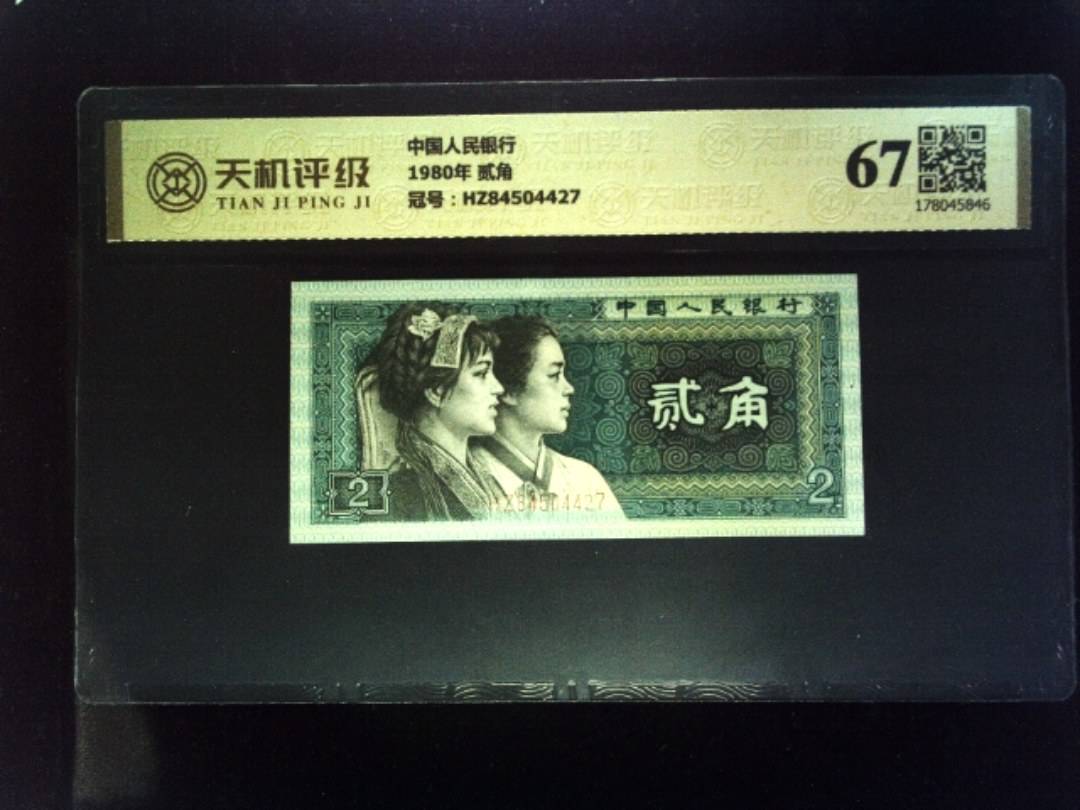 天机评级
TIAN JI PING JI
中国人民银行
1980年 贰角
冠号：HZ84504427
67
178045846
中国人民银行
贰角
2
2
HZ84504427